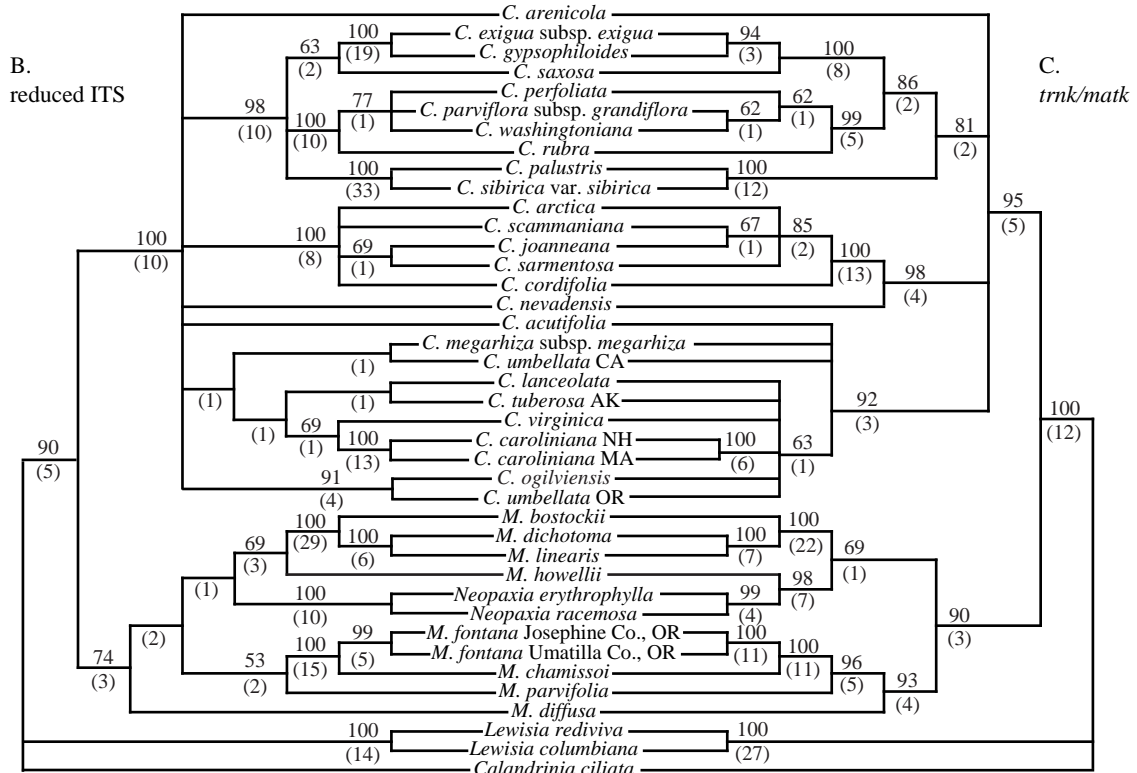 C. arenicola
100 C. exigua subsp. exigua 94
63 (19) C. gypsophiloides (3) 100
B. (2) C. saxosa (8) C.
reduced ITS C. perfoliata 86 trnk/matk
98 77 C. parviflora subsp. grandiflora 62 62 (2)
(10) 100 (1) C. washingtoniana (1) (1) 99
(10) C. rubra (5) 81
100 C. palustris 100 (2)
(33) C. sibirica var. sibirica (12)
C. arctica 95
C. scammaniana 67 85 (5)
100 100 69 C. joanneana (1) (2) 100
(10) (8) (1) C. sarmentosa (13) 98
C. cordifolia (4)
C. nevadensis
C. acutifolia
C. megarhiza subsp. megarhiza
(1) C. umbellata CA
(1) C. lanceolata 92
(1) C. tuberosa AK (3)
(1) 69 C. virginica 100
90 (1) 100 C. caroliniana NH 100 63 (12)
(5) (13) C. caroliniana MA (6) (1)
91 C. ogilviensis
(4) C. umbellata OR
100 M. bostockii 100
69 (29) 100 M. dichotoma 100 (22) 69
(3) (6) M. linearis (7) (1)
(1) M. howellii 98
100 Neopaxia erythrophylla 99 (7)
(10) Neopaxia racemosa (4) 90
(2) 99 M. fontana Josephine Co., OR 100 (3)
100 (5) M. fontana Umatilla Co., OR (11) 100
74 53 (15) M. chamissoi (11) 96
(3) (2) M. parvifolia (5) 93
M. diffusa (4)
100 Lewisia rediviva 100
(14) Lewisia columbiana (27)
Calandrinia ciliata